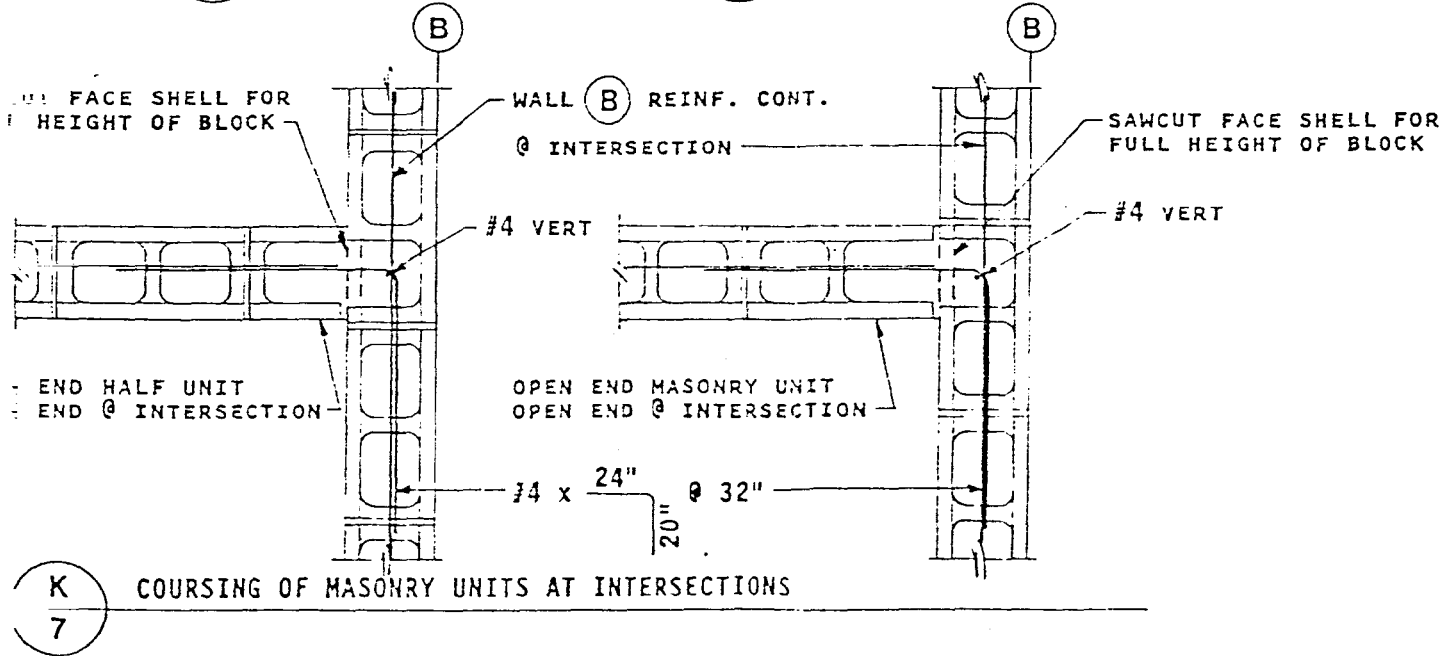 B
B
FACE SHELL FOR
HEIGHT OF BLOCK
WALL B REINF. CONT.
@ INTERSECTION
SAWCUT FACE SHELL FOR
FULL HEIGHT OF BLOCK
#4 VERT
#4 VERT
END HALF UNIT
END @ INTERSECTION
OPEN END MASONRY UNIT
OPEN END @ INTERSECTION
#4 x 24" @ 32"
20"
K
7
COURSING OF MASONRY UNITS AT INTERSECTIONS